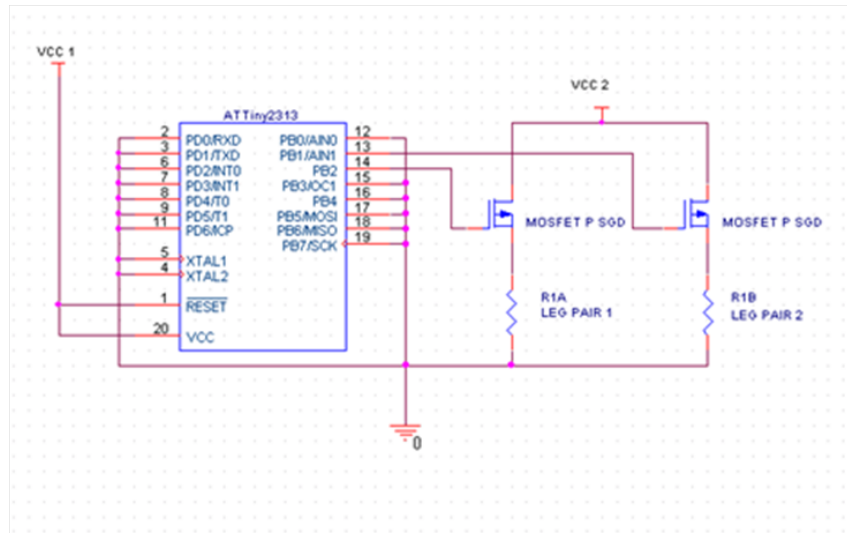 VCC 1
VCC 2
ATTiny2313
2 PD0/RXD PB0/AIN0 12
3 PD1/TXD PB1/AIN1 13
6 PD2/INT0 PB2 14
7 PD3/INT1 PB3/OC1 15
8 PD4/T0 PB4 16
9 PD5/T1 PB5/MOSI 17
11 PD6/ICP PB6/MISO 18
PB7/SCK 19
5 XTAL1
4 XTAL2
1 RESET
20 VCC
MOSFET P SGD
MOSFET P SGD
R1A
LEG PAIR 1
R1B
LEG PAIR 2
0